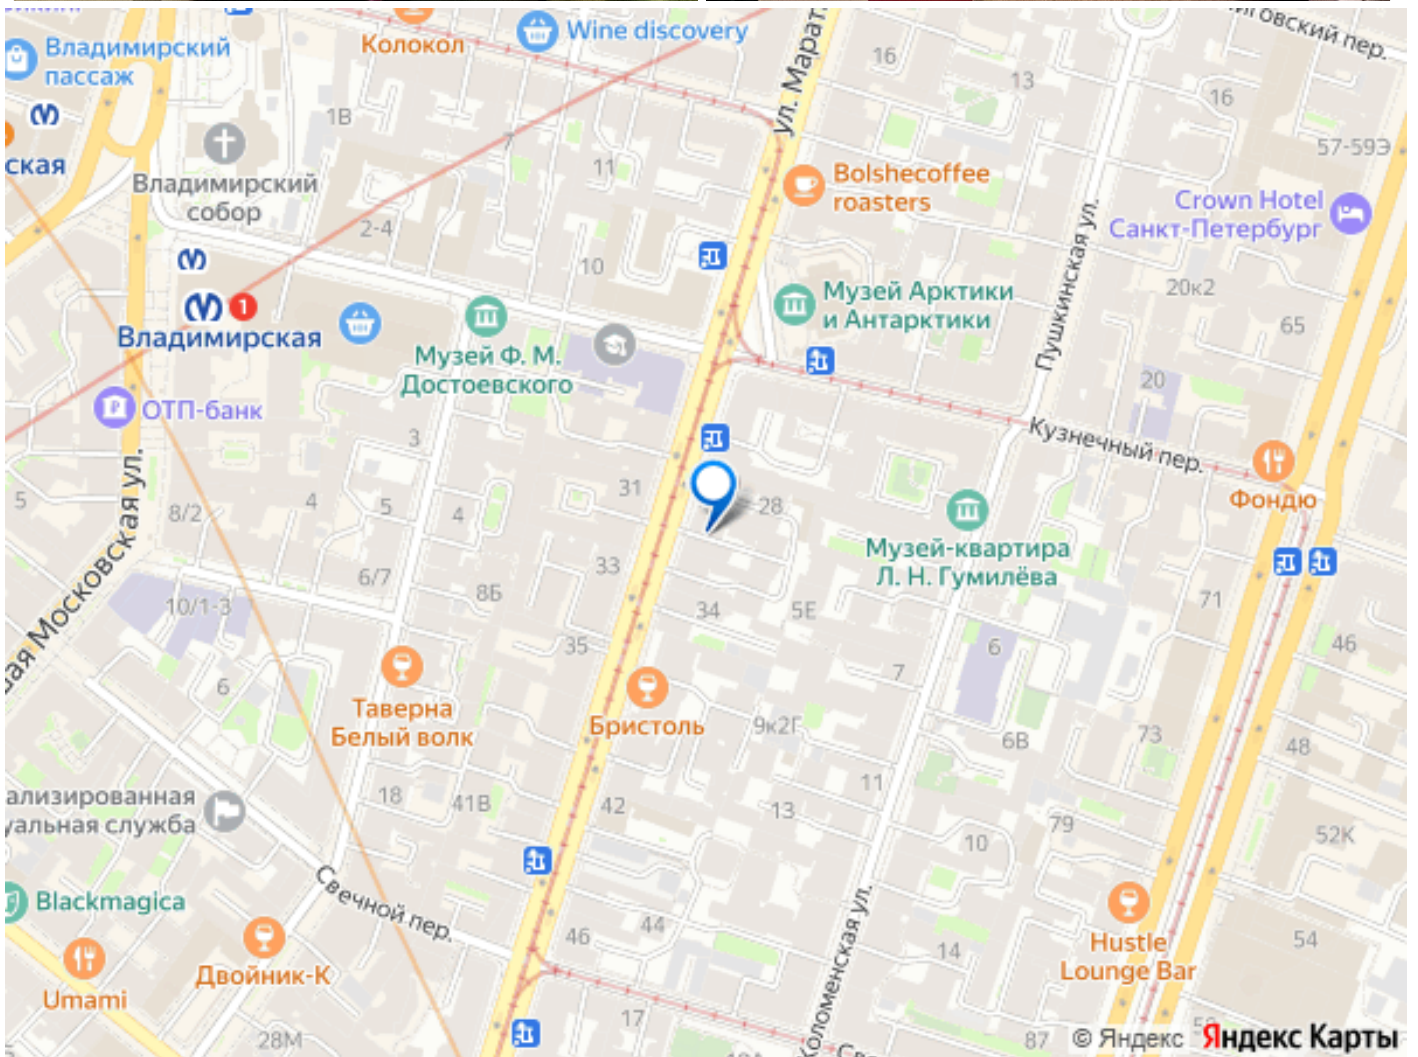 Владимирский
пассаж
Колокол
Wine discovery
ул. Марат
иговский пер.
16
13
16
1В
7
11
57-59Э
ская
Владимирский
собор
Bolshecoffee
roasters
Crown Hotel
Санкт-Петербург
2-4
10
Пушкинская ул.
20к2
65
1
Владимирская
Музей Ф. М.
Достоевского
Музей Арктики
и Антарктики
20
ОТП-банк
3
Кузнечный пер.
Фондю
5
8/2
4
5
4
31
28
Музей-квартира
Л. Н. Гумилёва
вая Московская ул.
6/7
8Б
33
34
5Е
71
10/1-3
35
6
46
6
7
Таверна
Белый волк
Бристоль
9к2Г
6В
73
48
ализированная
уальная служба
18
41В
42
11
13
79
10
52К
Свечной пер.
Blackmagica
44
46
14
54
Двойник-К
Umami
Hustle
Lounge Bar
Коломенская ул.
28М
17
87
© Яндекс Яндекс Карты